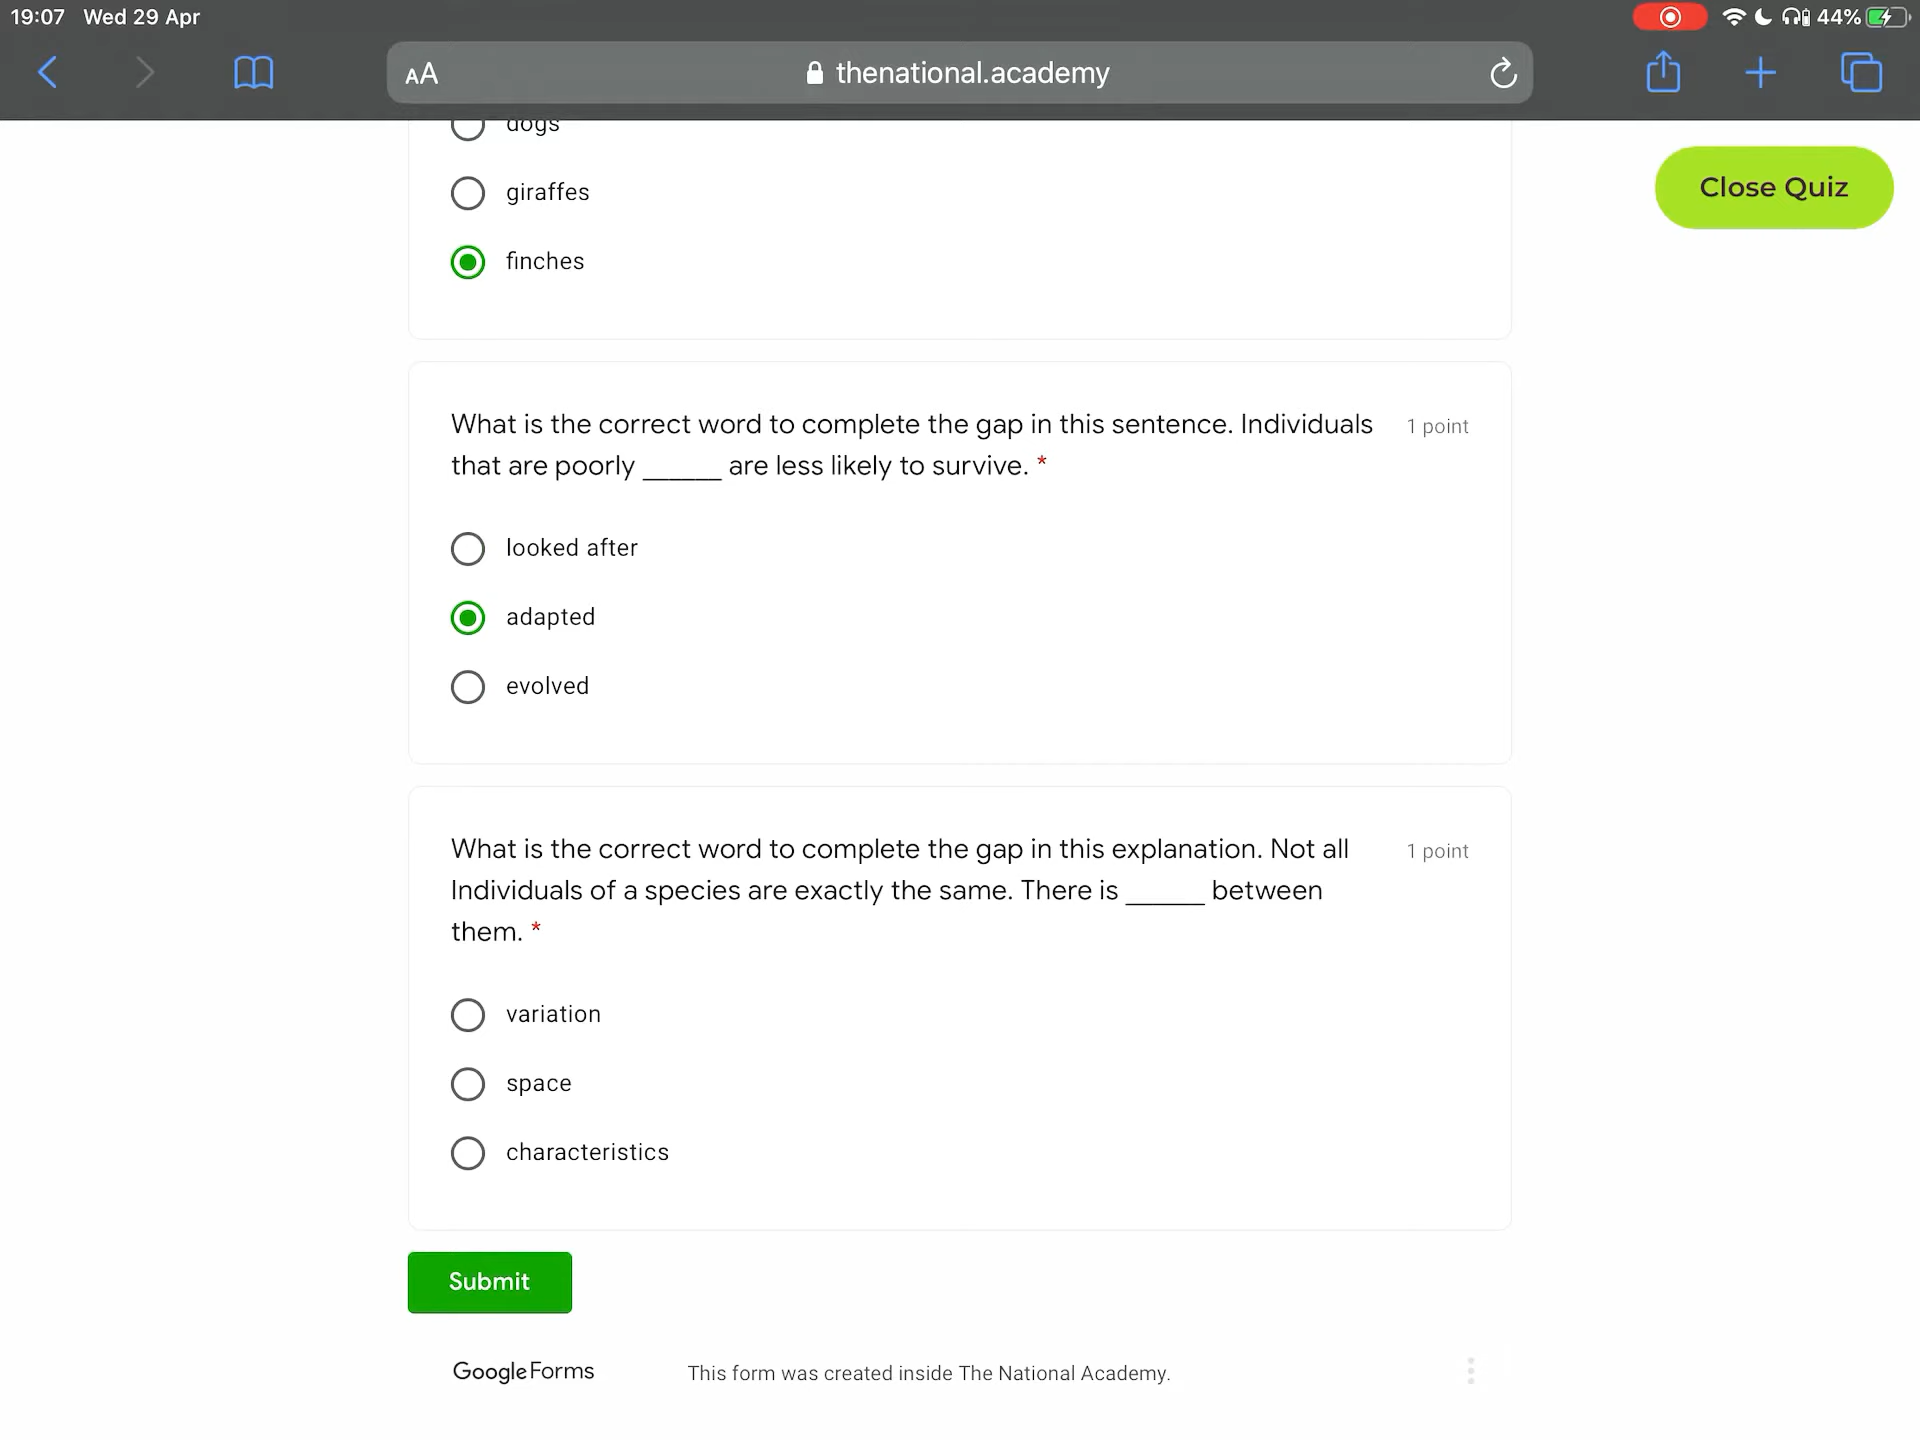 19:07 Wed 29 Apr
44%
AA
thenational.academy
dogs
Close Quiz
giraffes
finches
What is the correct word to complete the gap in this sentence. Individuals
1 point
that are poorly ______ are less likely to survive. *
looked after
adapted
evolved
What is the correct word to complete the gap in this explanation. Not all
1 point
Individuals of a species are exactly the same. There is ______ between
them. *
variation
space
characteristics
Submit
Google Forms
This form was created inside The National Academy.